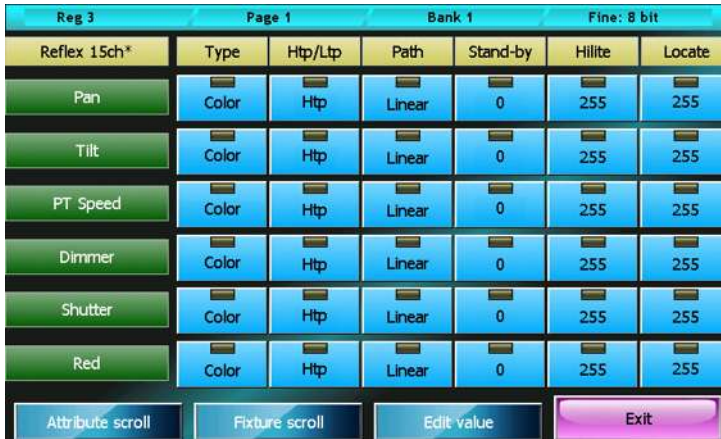 Reg 3 Page 1 Bank 1 Fine: 8 bit
Reflex 15ch* Type Htp/Ltp Path Stand-by Hilite Locate
Pan Color Htp Linear 0 255 255
Tilt Color Htp Linear 0 255 255
PT Speed Color Htp Linear 0 255 255
Dimmer Color Htp Linear 0 255 255
Shutter Color Htp Linear 0 255 255
Red Color Htp Linear 0 255 255
Attribute scroll Fixture scroll Edit value Exit